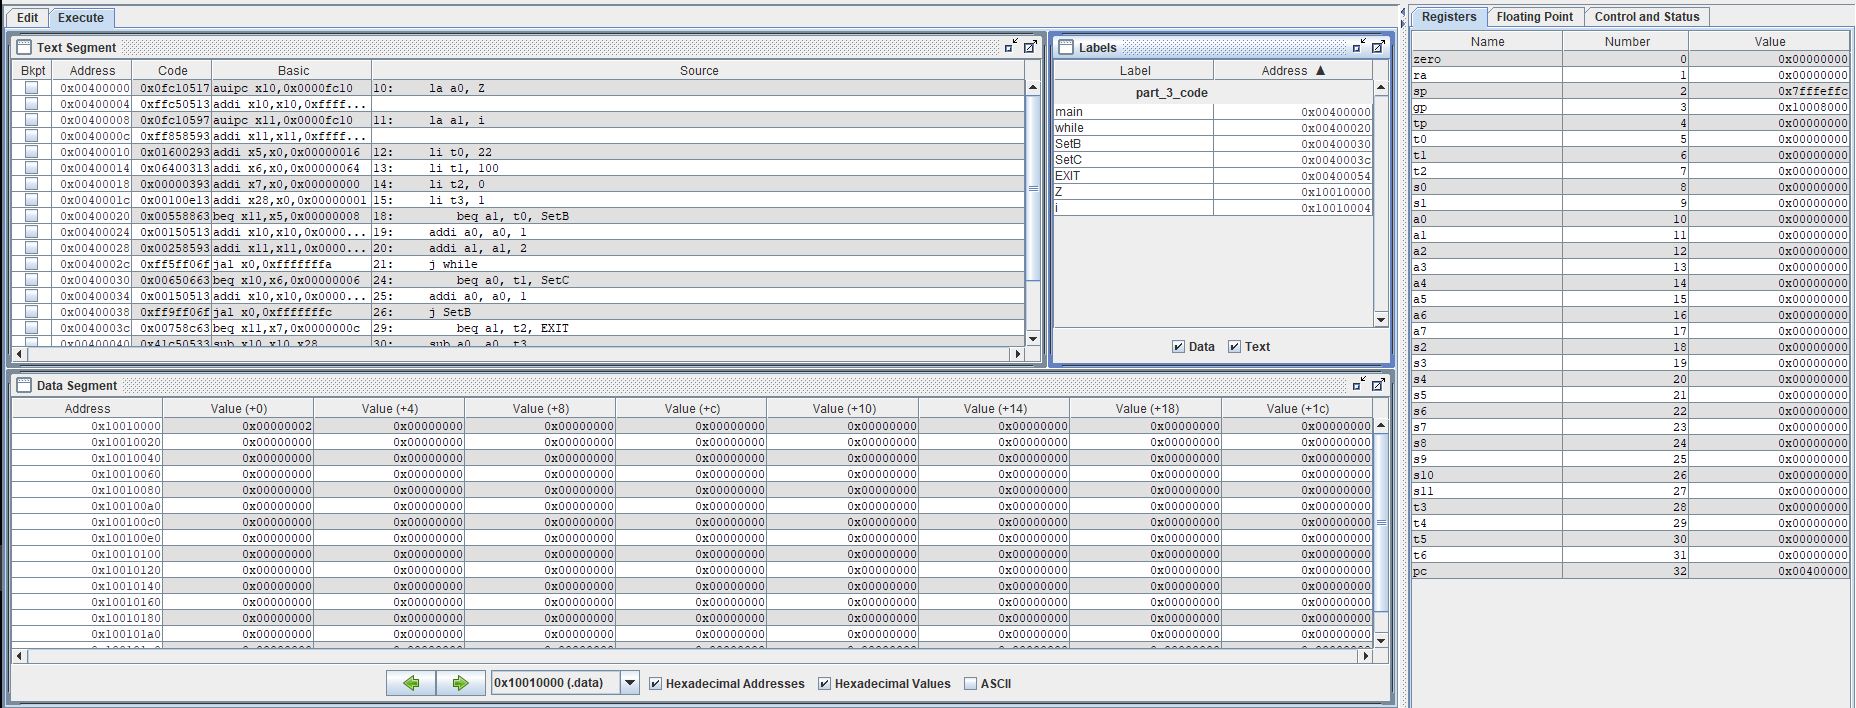 Edit Execute
Text Segment
Bkpt Address Code Basic Source
0x00400000 0x0fc10517 auipc x10,0x0000fc10 10: la a0, Z
0x00400004 0xffc50513 addi x10,x10,0xffff...
0x00400008 0x0fc10597 auipc x11,0x0000fc10 11: la a1, i
0x0040000c 0xff858593 addi x11,x11,0xffff...
0x00400010 0x01600293 addi x5,x0,0x00000016 12: li t0, 22
0x00400014 0x06400313 addi x6,x0,0x00000064 13: li t1, 100
0x00400018 0x00000393 addi x7,x0,0x00000000 14: li t2, 0
0x0040001c 0x00100e13 addi x28,x0,0x00000001 15: li t3, 1
0x00400020 0x00558863 beq x11,x5,0x00000008 18: beq a1, t0, SetB
0x00400024 0x00150513 addi x10,x10,0x0000... 19: addi a0, a0, 1
0x00400028 0x00258593 addi x11,x11,0x0000... 20: addi a1, a1, 2
0x0040002c 0xff5ff06f jal x0,0xfffffffa 21: j while
0x00400030 0x00650663 beq x10,x6,0x00000006 24: beq a0, t1, SetC
0x00400034 0x00150513 addi x10,x10,0x0000... 25: addi a0, a0, 1
0x00400038 0xff9ff06f jal x0,0xfffffffc 26: j SetB
0x0040003c 0x00758c63 beq x11,x7,0x0000000c 29: beq a1, t2, EXIT
0x00400040 0x41c50533 sub x10,x10,x28 30: sub a0, a0, t3
Labels
Label Address ▲
part_3_code
main 0x00400000
while 0x00400020
SetB 0x00400030
SetC 0x0040003c
EXIT 0x00400054
Z 0x10010000
i 0x10010004
Data Text
Data Segment
Address Value (+0) Value (+4) Value (+8) Value (+c) Value (+10) Value (+14) Value (+18) Value (+1c)
0x10010000 0x00000002 0x00000000 0x00000000 0x00000000 0x00000000 0x00000000 0x00000000 0x00000000
0x10010020 0x00000000 0x00000000 0x00000000 0x00000000 0x00000000 0x00000000 0x00000000 0x00000000
0x10010040 0x00000000 0x00000000 0x00000000 0x00000000 0x00000000 0x00000000 0x00000000 0x00000000
0x10010060 0x00000000 0x00000000 0x00000000 0x00000000 0x00000000 0x00000000 0x00000000 0x00000000
0x10010080 0x00000000 0x00000000 0x00000000 0x00000000 0x00000000 0x00000000 0x00000000 0x00000000
0x100100a0 0x00000000 0x00000000 0x00000000 0x00000000 0x00000000 0x00000000 0x00000000 0x00000000
0x100100c0 0x00000000 0x00000000 0x00000000 0x00000000 0x00000000 0x00000000 0x00000000 0x00000000
0x100100e0 0x00000000 0x00000000 0x00000000 0x00000000 0x00000000 0x00000000 0x00000000 0x00000000
0x10010100 0x00000000 0x00000000 0x00000000 0x00000000 0x00000000 0x00000000 0x00000000 0x00000000
0x10010120 0x00000000 0x00000000 0x00000000 0x00000000 0x00000000 0x00000000 0x00000000 0x00000000
0x10010140 0x00000000 0x00000000 0x00000000 0x00000000 0x00000000 0x00000000 0x00000000 0x00000000
0x10010160 0x00000000 0x00000000 0x00000000 0x00000000 0x00000000 0x00000000 0x00000000 0x00000000
0x10010180 0x00000000 0x00000000 0x00000000 0x00000000 0x00000000 0x00000000 0x00000000 0x00000000
0x100101a0 0x00000000 0x00000000 0x00000000 0x00000000 0x00000000 0x00000000 0x00000000 0x00000000
0x10010000 (.data) Hexadecimal Addresses Hexadecimal Values ASCII
Registers Floating Point Control and Status
Name Number Value
zero 0 0x00000000
ra 1 0x00000000
sp 2 0x7fffeffc
gp 3 0x10008000
tp 4 0x00000000
t0 5 0x00000000
t1 6 0x00000000
t2 7 0x00000000
s0 8 0x00000000
s1 9 0x00000000
a0 10 0x00000000
a1 11 0x00000000
a2 12 0x00000000
a3 13 0x00000000
a4 14 0x00000000
a5 15 0x00000000
a6 16 0x00000000
a7 17 0x00000000
s2 18 0x00000000
s3 19 0x00000000
s4 20 0x00000000
s5 21 0x00000000
s6 22 0x00000000
s7 23 0x00000000
s8 24 0x00000000
s9 25 0x00000000
s10 26 0x00000000
s11 27 0x00000000
t3 28 0x00000000
t4 29 0x00000000
t5 30 0x00000000
t6 31 0x00000000
pc 32 0x00400000